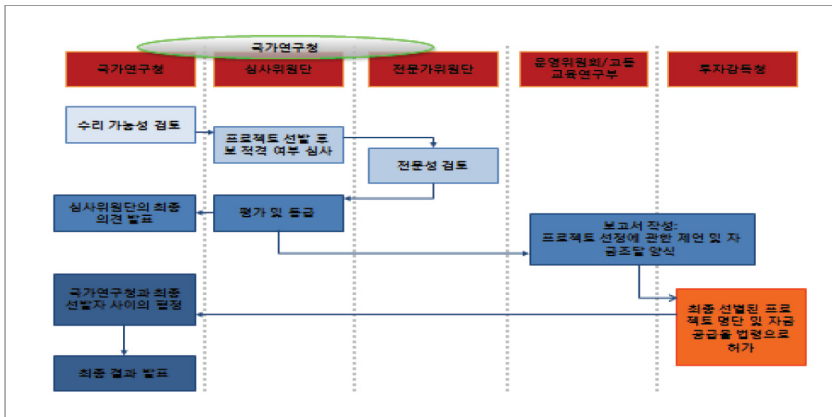 국가연구청
국가연구청
심사위원단
전문가위원단
운영위원회/고등
교육연구부
투자감독청
수리 가능성 검토
프로젝트 선발 후
보 적격 여부 심사
전문성 검토
심사위원단의 최종
의견 발표
평가 및 등급
보고서 작성:
프로젝트 선정에 관한 제언 및 자
금조달 양식
국가연구청과 최종
선발자 사이의 협정
최종 선별된 프로
젝트 명단 및 자금
공급을 법령으로
허가
최종 결과 발표